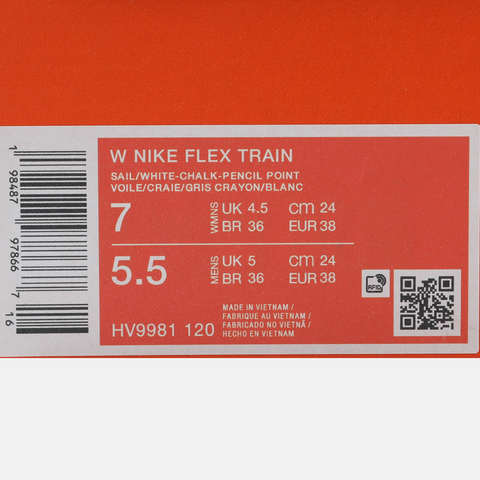 W NIKE FLEX TRAIN
SAIL/WHITE-CHALK-PENCIL POINT
VOILE/CRAIE/GRIS CRAYON/BLANC
7 WMNS UK 4.5 cm 24
BR 36 EUR 38
5.5 MENS UK 5 cm 24
BR 36 EUR 38
MADE IN VIETNAM /
FABRIQUE AU VIETNAM /
FABRICADO NO VIETNÃ /
HECHO EN VIETNAM
HV9981 120
RFID
1 98487 97866 7 16